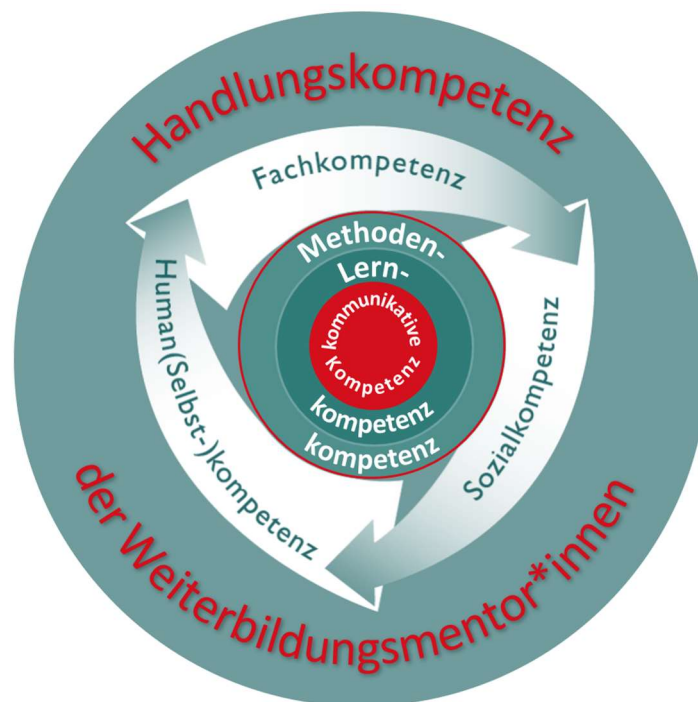 Handlungskompetenz
Fachkompetenz
Methoden-
Lern-
kommunikative
Kompetenz
kompetenz
kompetenz
Human(Selbst-)kompetenz
Sozialkompetenz
der Weiterbildungsmentor*innen